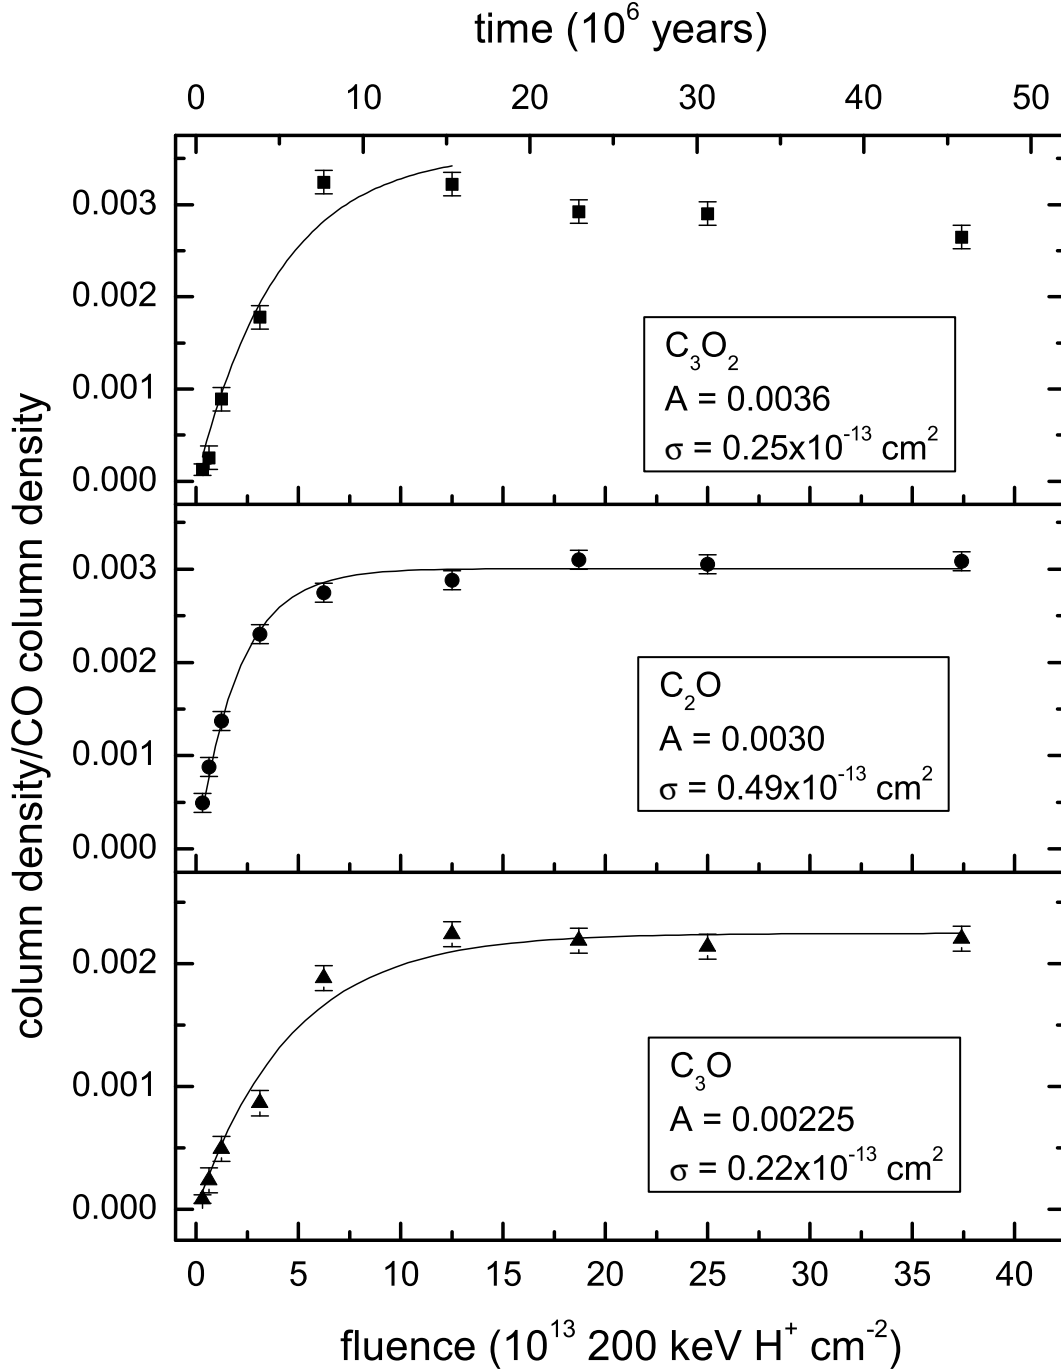 time (10⁶ years)
0 10 20 30 40 50
0.003
0.002
0.001
0.000
C₃O₂
A = 0.0036
σ = 0.25x10⁻¹³ cm²
column density/CO column density
0.003
0.002
0.001
0.000
C₂O
A = 0.0030
σ = 0.49x10⁻¹³ cm²
0.002
0.001
0.000
C₃O
A = 0.00225
σ = 0.22x10⁻¹³ cm²
0 5 10 15 20 25 30 35 40
fluence (10¹³ 200 keV H⁺ cm⁻²)